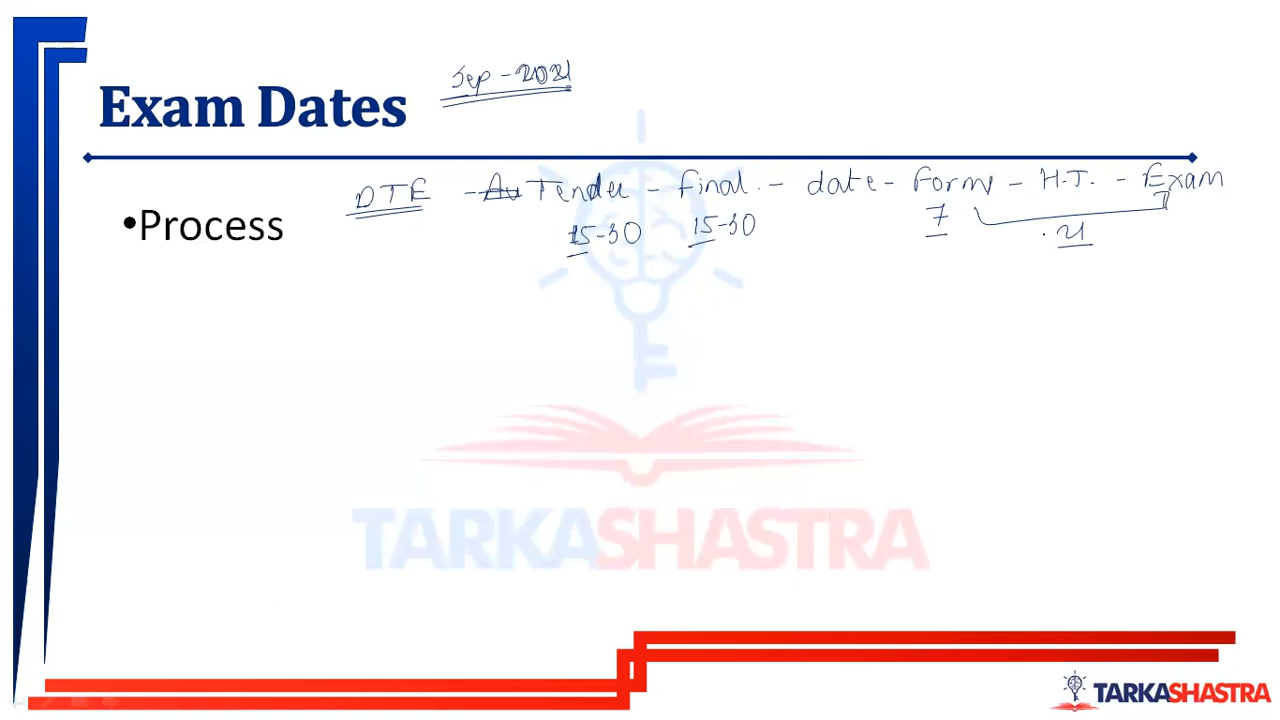 Sep - 2021
Exam Dates
DTE - Tender - final - date - Form - H.T. - Exam
•Process
15-30 15-30 7 21
TARKASHASTRA
TARKASHASTRA